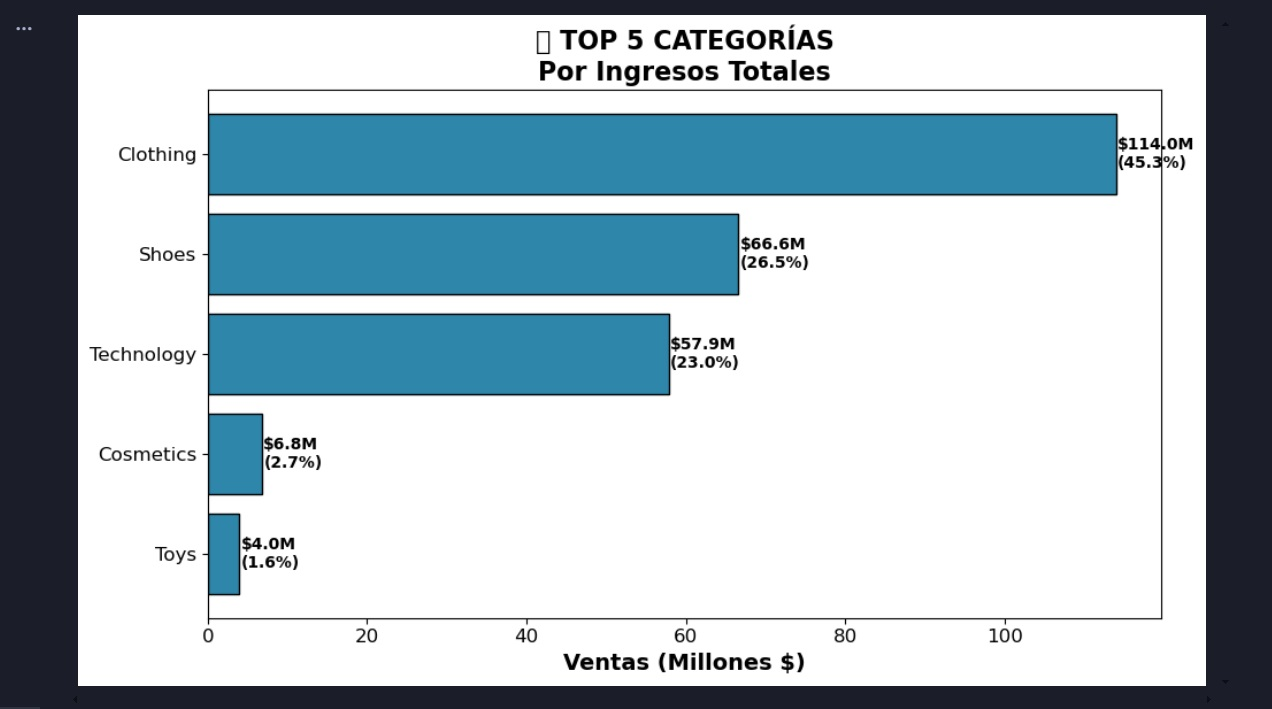 ...
TOP 5 CATEGORÍAS
Por Ingresos Totales
Clothing
$114.0M
(45.3%)
Shoes
$66.6M
(26.5%)
Technology
$57.9M
(23.0%)
Cosmetics
$6.8M
(2.7%)
Toys
$4.0M
(1.6%)
0 20 40 60 80 100
Ventas (Millones $)